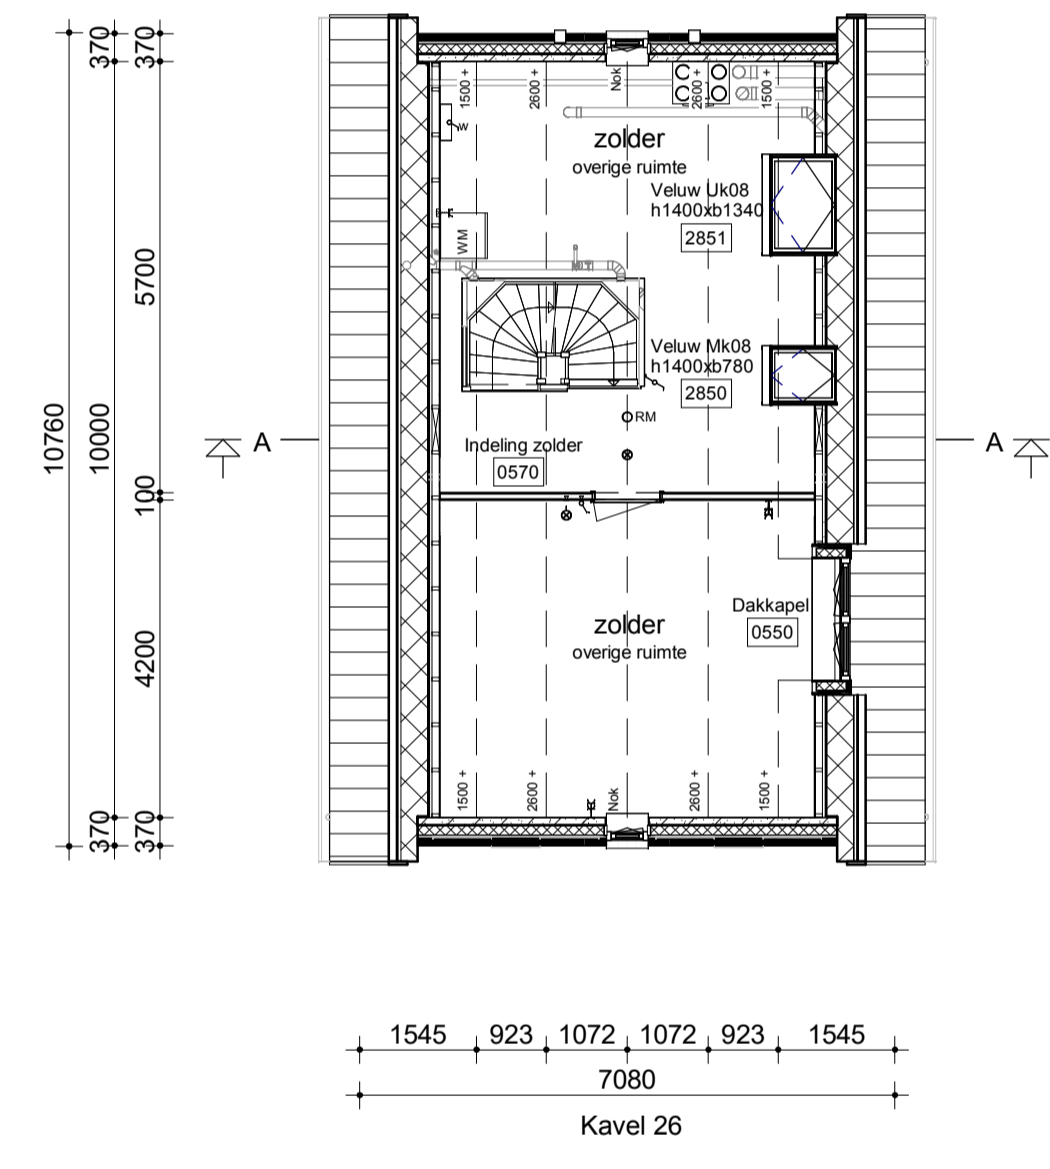 370
370
1500 +
2600 +
Nok
2600 +
1500 +
W
zolder
overige ruimte
Veluw Uk08
h1400xb1340
2851
WM
5700
Veluw Mk08
h1400xb780
2850
RM
10760
10000
A
A
Indeling zolder
0570
100
Dakkapel
0550
zolder
overige ruimte
4200
1500 +
2600 +
Nok
2600 +
1500 +
370
370
1545
923
1072
1072
923
1545
7080
Kavel 26